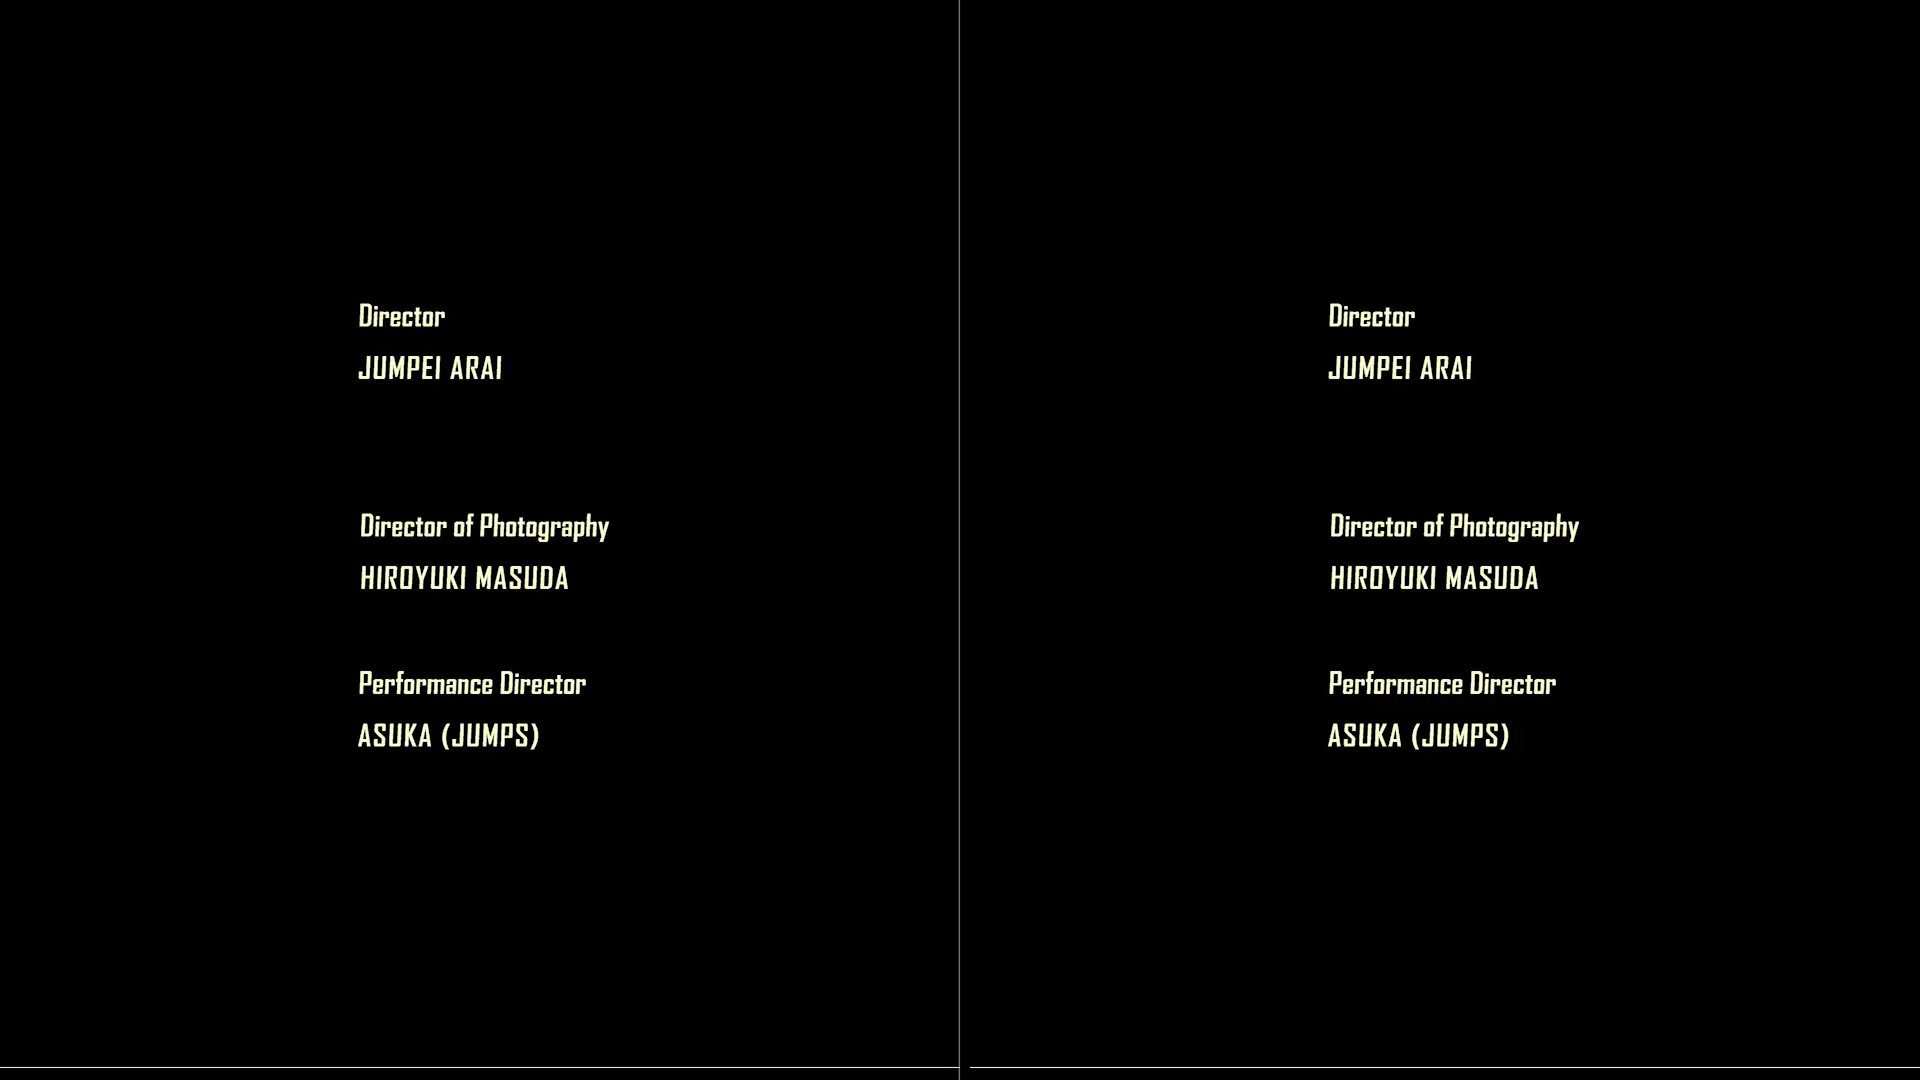 Director
JUMPEI ARAI
Director of Photography
HIROYUKI MASUDA
Performance Director
ASUKA (JUMPS)
Director
JUMPEI ARAI
Director of Photography
HIROYUKI MASUDA
Performance Director
ASUKA (JUMPS)